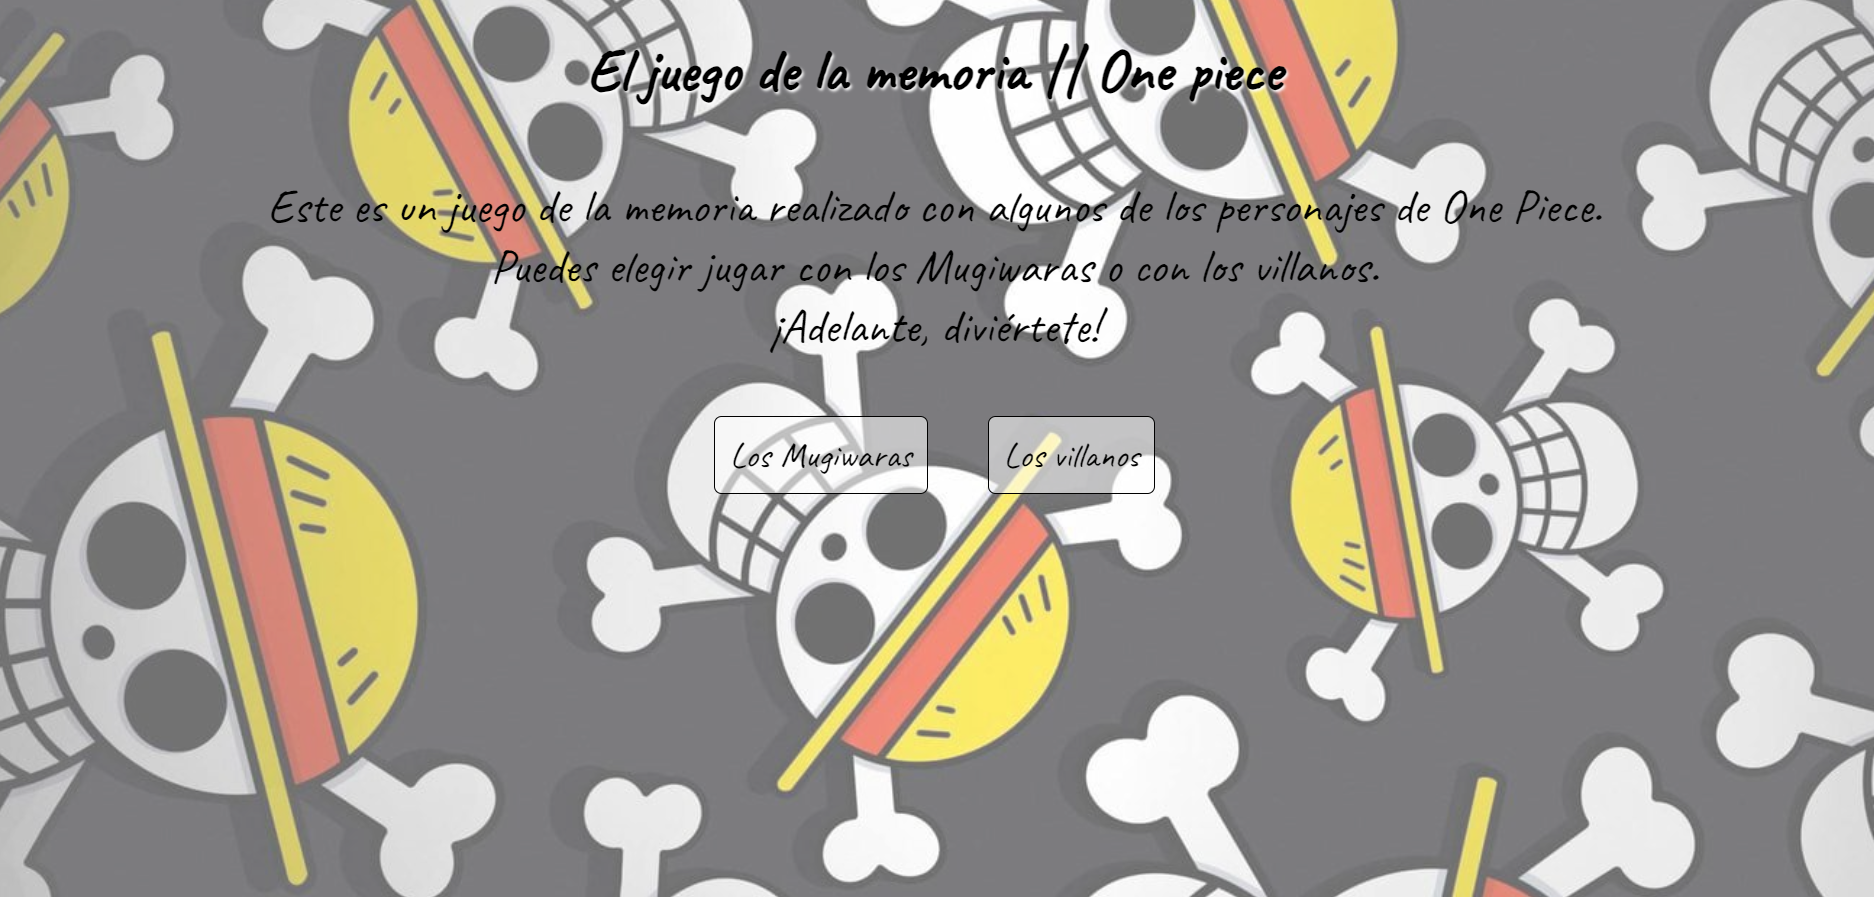 El juego de la memoria || One piece
Este es un juego de la memoria realizado con algunos de los personajes de One Piece.
Puedes elegir jugar con los Mugiwaras o con los villanos.
¡Adelante, diviértete!
Los Mugiwaras
Los villanos